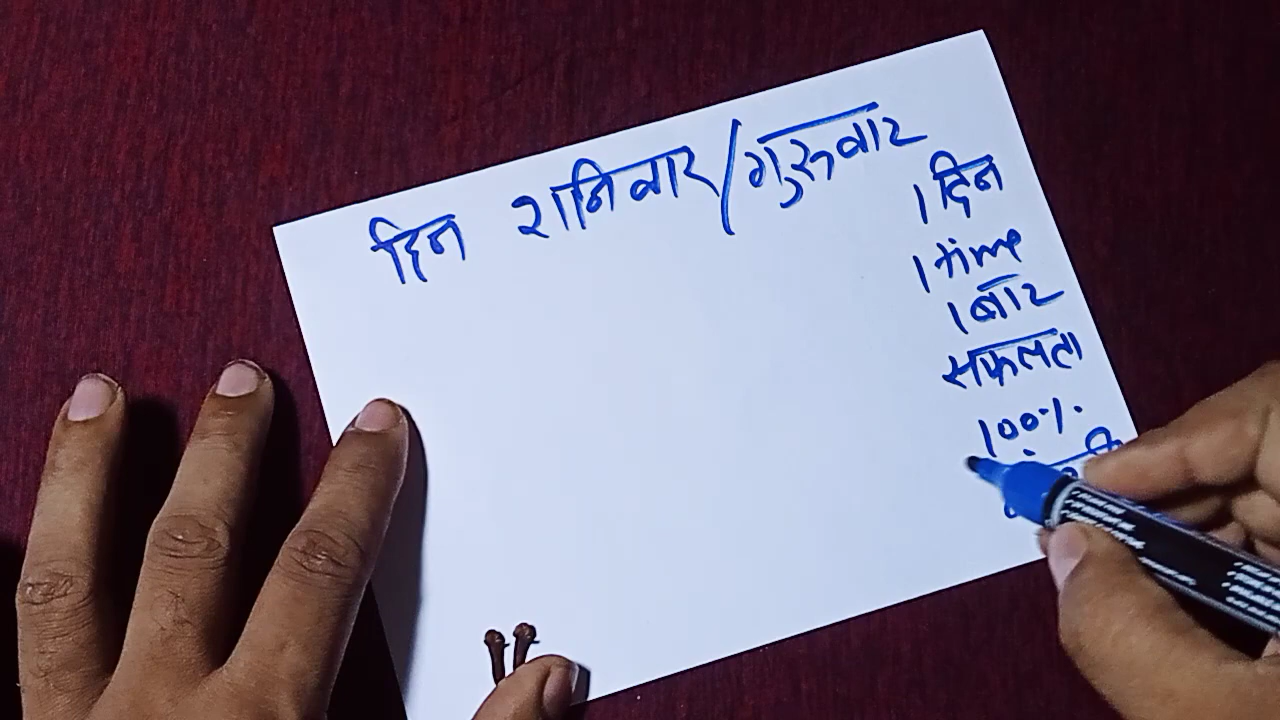 दिन शनिवार/गुरुवार
1 दिन
1 time
1 बार
सफलता
100%